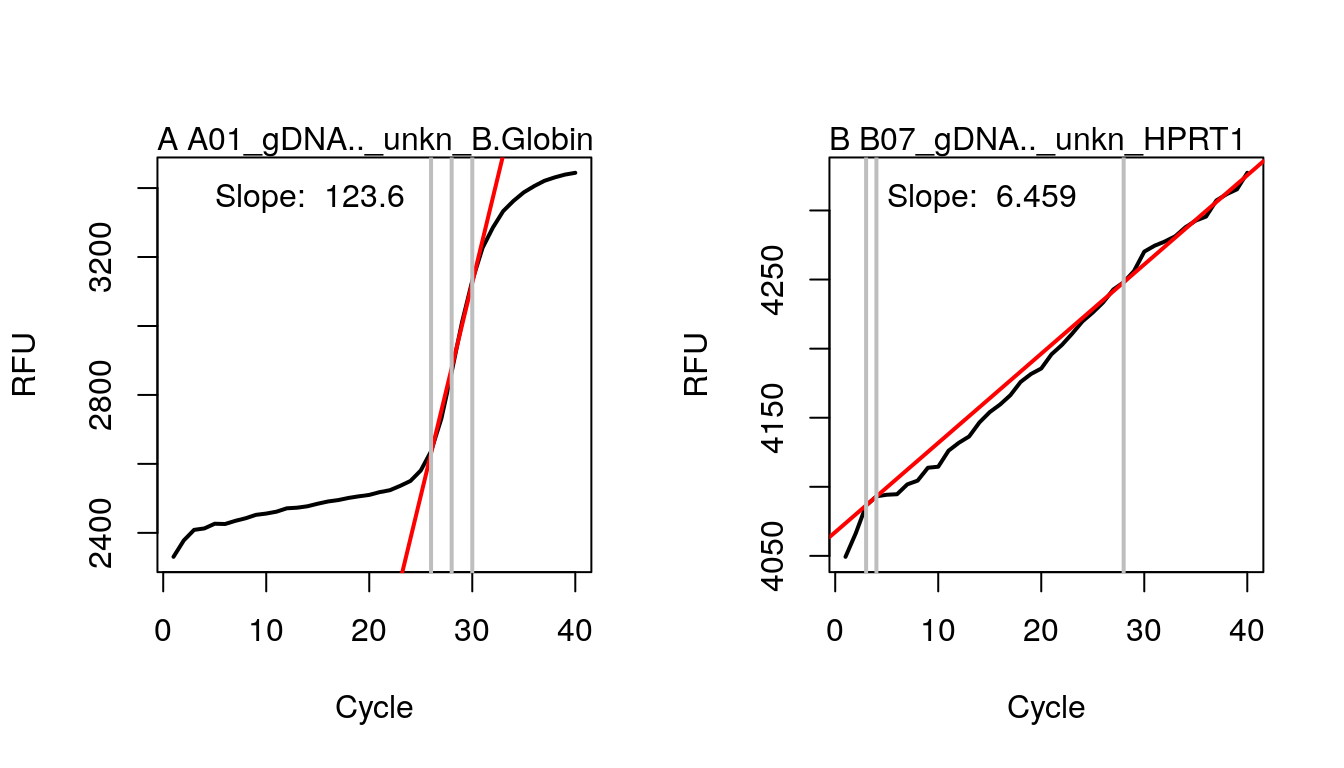 A A01_gDNA.._unkn_B.Globin
Slope: 123.6
RFU
3200
2800
2400
0 10 20 30 40
Cycle
B B07_gDNA.._unkn_HPRT1
Slope: 6.459
RFU
4250
4150
4050
0 10 20 30 40
Cycle